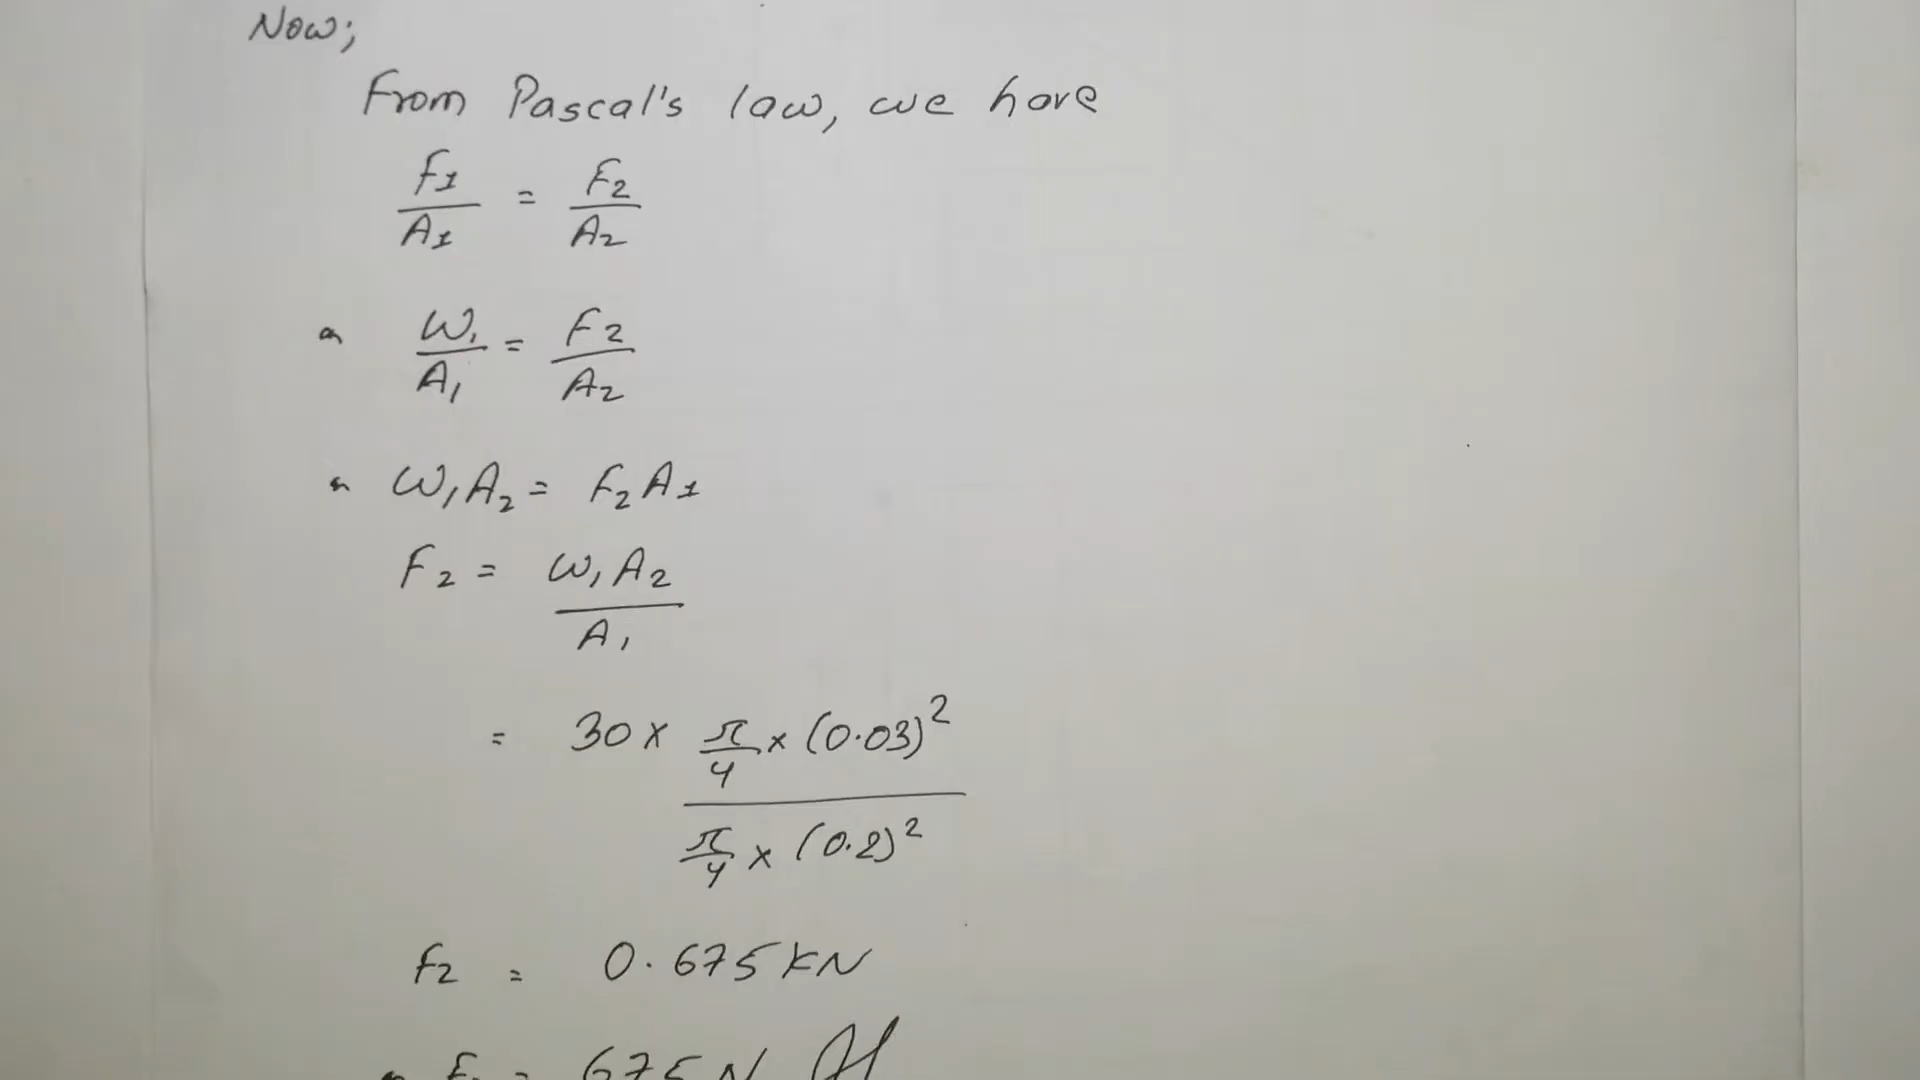 Now;
From Pascal's law, we have
F1/A1 = F2/A2
W1/A1 = F2/A2
W1A2 = F2A1
F2 = W1A2/A1
= 30 × π/4 × (0.03)²
π/4 × (0.2)²
F2 = 0.675 kN
= 675 N